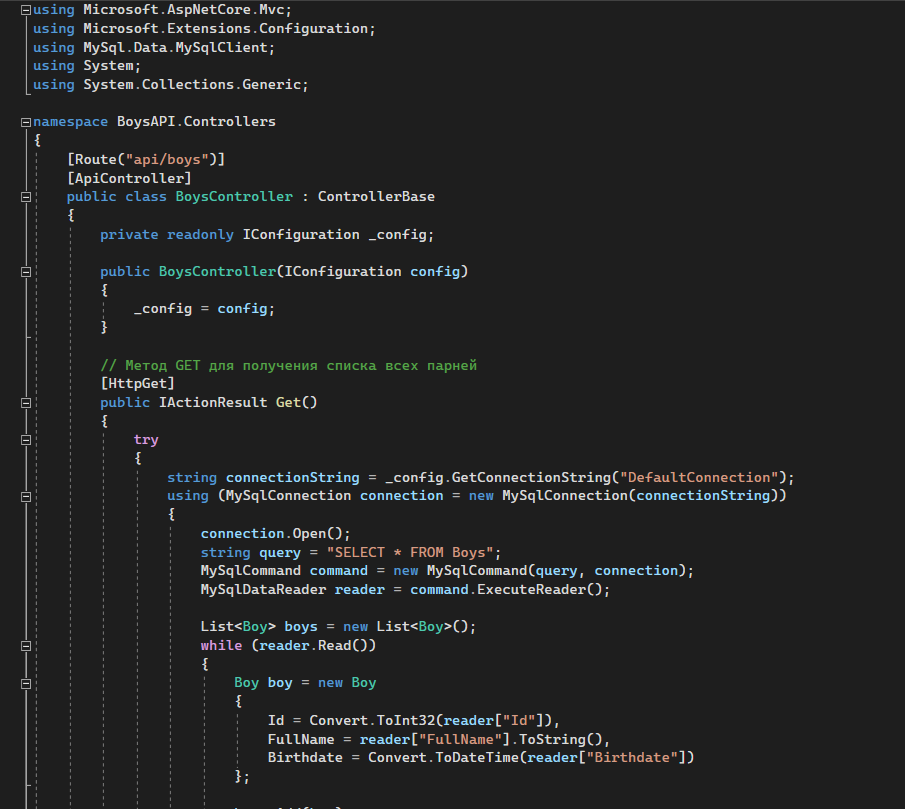 using Microsoft.AspNetCore.Mvc;
using Microsoft.Extensions.Configuration;
using MySql.Data.MySqlClient;
using System;
using System.Collections.Generic;

namespace BoysAPI.Controllers
{
    [Route("api/boys")]
    [ApiController]
    public class BoysController : ControllerBase
    {
        private readonly IConfiguration _config;

        public BoysController(IConfiguration config)
        {
            _config = config;
        }

        // Метод GET для получения списка всех парней
        [HttpGet]
        public IActionResult Get()
        {
            try
            {
                string connectionString = _config.GetConnectionString("DefaultConnection");
                using (MySqlConnection connection = new MySqlConnection(connectionString))
                {
                    connection.Open();
                    string query = "SELECT * FROM Boys";
                    MySqlCommand command = new MySqlCommand(query, connection);
                    MySqlDataReader reader = command.ExecuteReader();

                    List<Boy> boys = new List<Boy>();
                    while (reader.Read())
                    {
                        Boy boy = new Boy
                        {
                            Id = Convert.ToInt32(reader["Id"]),
                            FullName = reader["FullName"].ToString(),
                            Birthdate = Convert.ToDateTime(reader["Birthdate"])
                        };